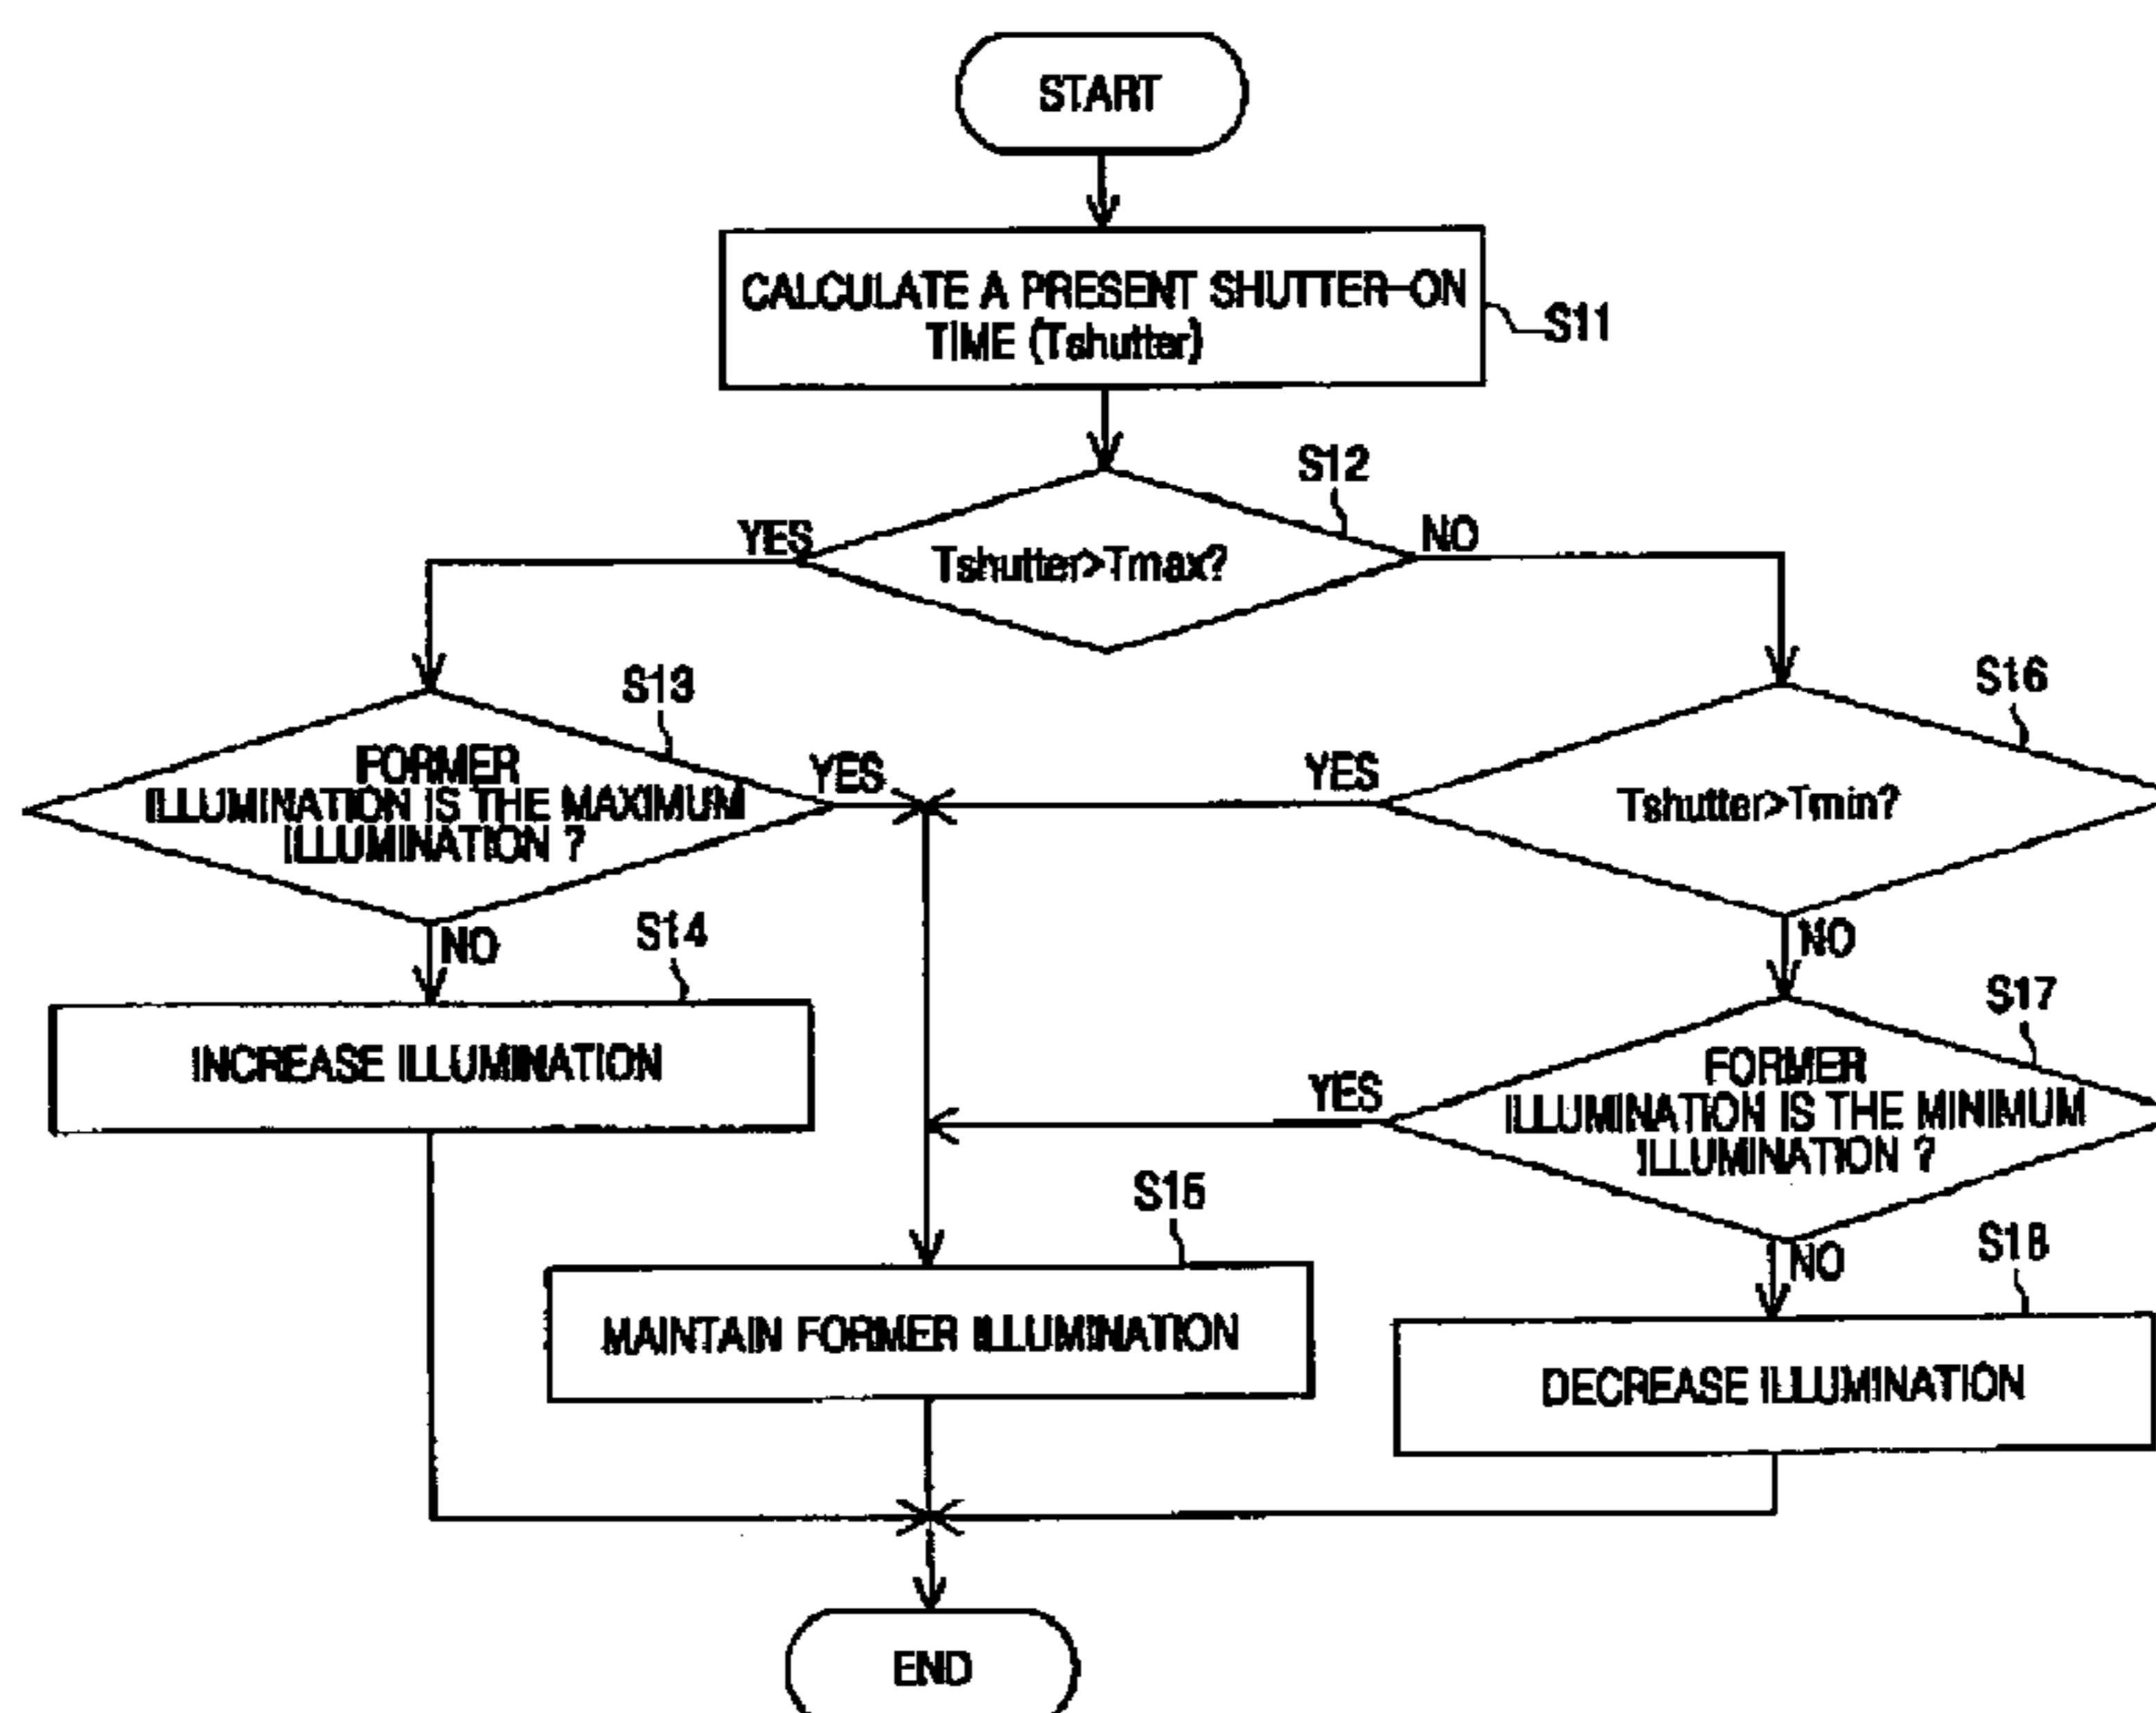 START
CALCULATE A PRESENT SHUTTER-ON
TIME (Tshutter)
S11
S12
YES
Tshutter>Tmax?
NO
S13
FORMER
ILLUMINATION IS THE MAXIMUM
ILLUMINATION ?
YES
S16
YES
Tshutter>Tmin?
NO
S14
INCREASE ILLUMINATION
NO
S17
YES
FORMER
ILLUMINATION IS THE MINIMUM
ILLUMINATION ?
S15
MAINTAIN FORMER ILLUMINATION
NO
S18
DECREASE ILLUMINATION
END